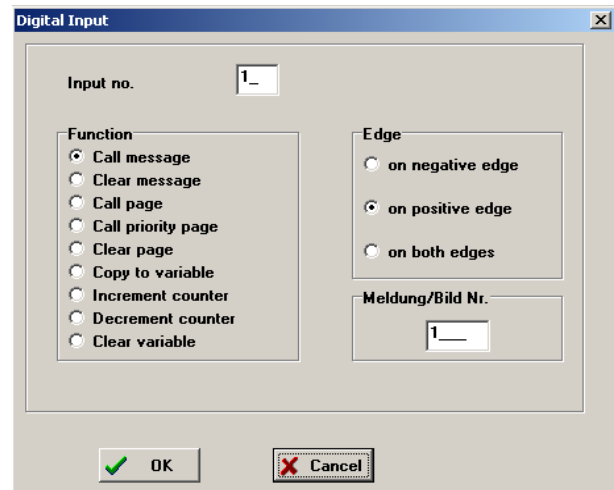 Digital Input
Input no. 1_
Function
Call message
Clear message
Call page
Call priority page
Clear page
Copy to variable
Increment counter
Decrement counter
Clear variable
Edge
on negative edge
on positive edge
on both edges
Meldung/Bild Nr.
1___
OK
Cancel